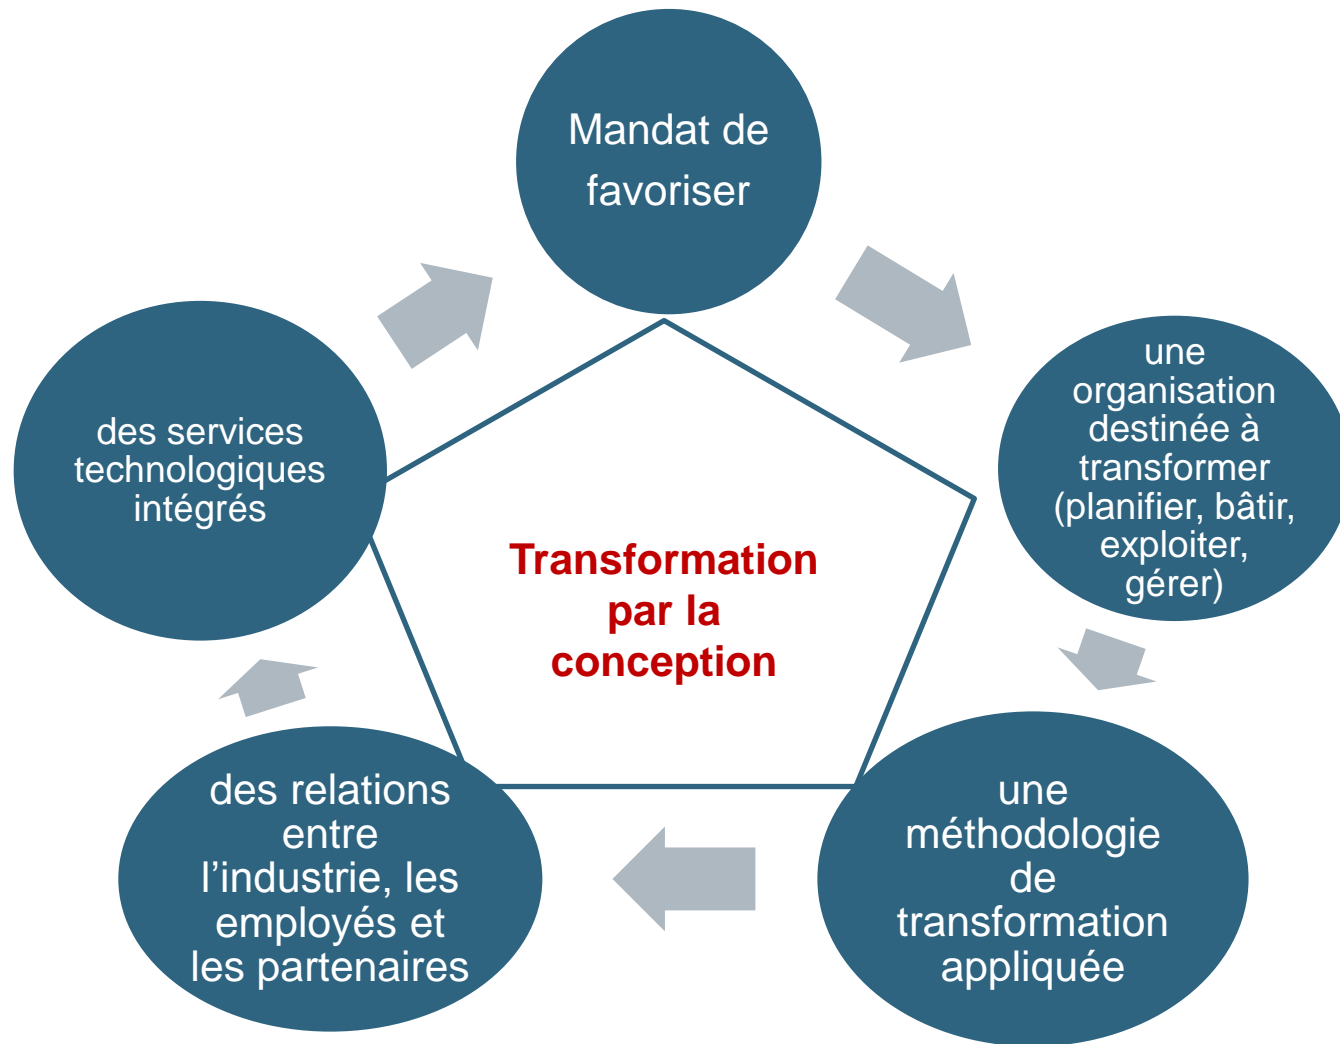 Mandat de
favoriser
une
organisation
destinée à
transformer
(planifier, bâtir,
exploiter,
gérer)
une
méthodologie
de
transformation
appliquée
des relations
entre
l’industrie, les
employés et
les partenaires
des services
technologiques
intégrés
Transformation
par la
conception